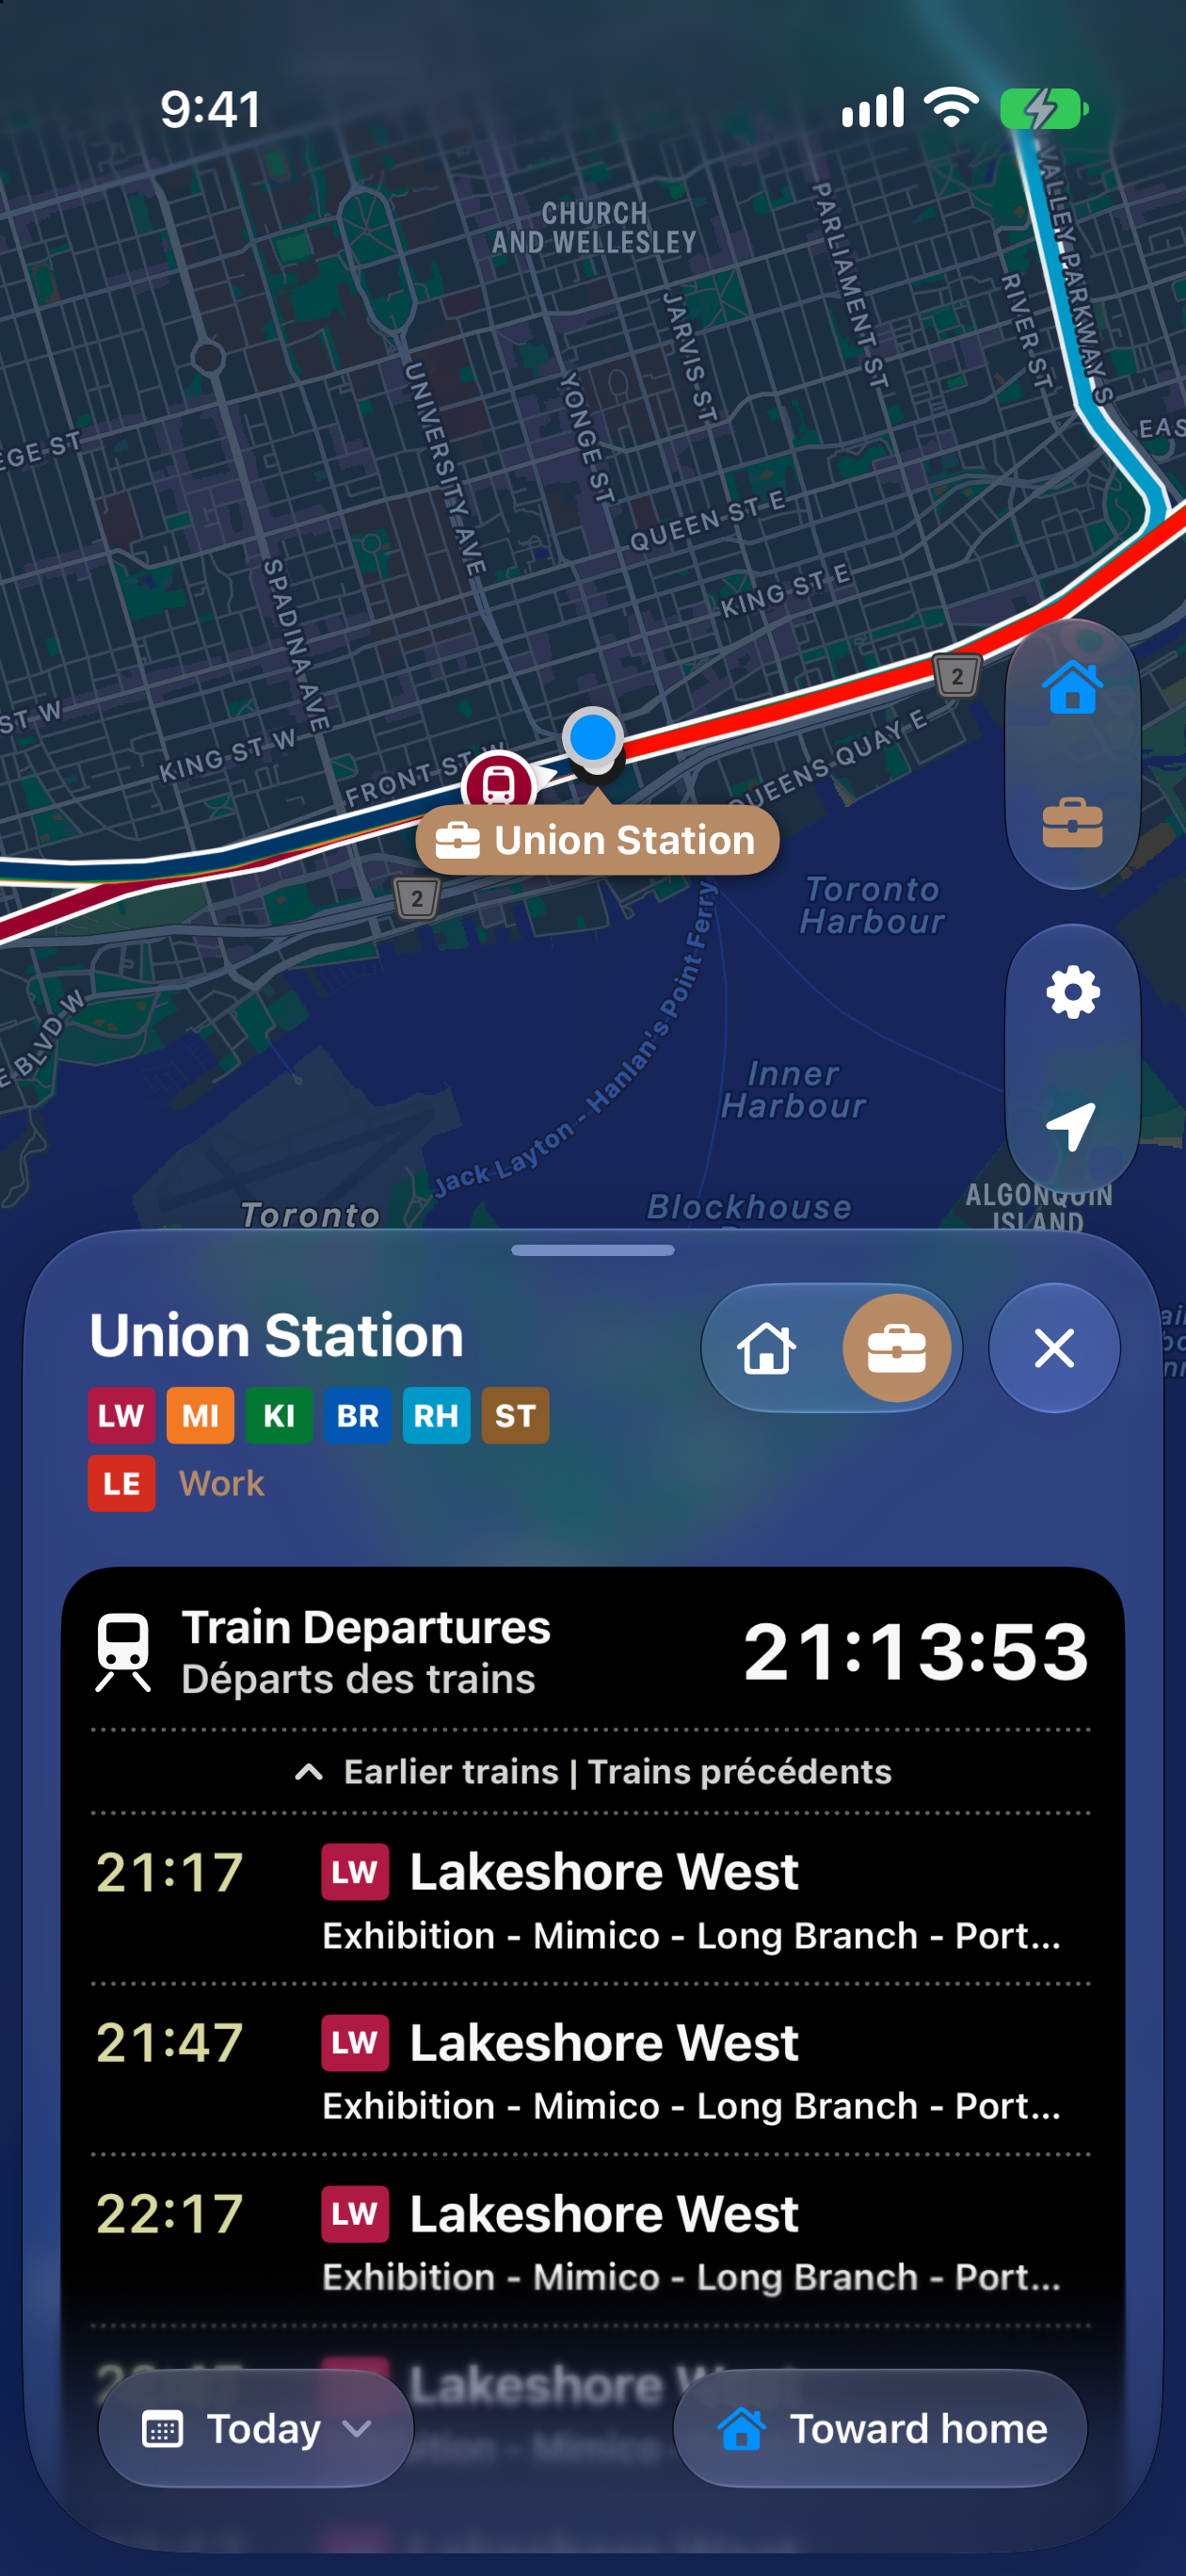 9:41
CHURCH
AND WELLESLEY
PARLIAMENT ST
VALLEY PARKWAY S
RIVER ST
JARVIS ST
UNIVERSITY AVE
YONGE ST
EGE ST
EAS
QUEEN ST E
SPADINA AVE
KING ST E
2
ST W
KING ST W
FRONT ST W
QUEENS QUAY E
Union Station
2
Toronto
Harbour
E BLVD W
Jack Layton - Hanlan's Point Ferry
Inner
Harbour
Toronto
Blockhouse
ALGONQUIN
ISLAND
Union Station
LW MI KI BR RH ST
LE Work
Train Departures
Départs des trains
21:13:53
Earlier trains | Trains précédents
21:17 LW Lakeshore West
Exhibition - Mimico - Long Branch - Port...
21:47 LW Lakeshore West
Exhibition - Mimico - Long Branch - Port...
22:17 LW Lakeshore West
Exhibition - Mimico - Long Branch - Port...
Lakeshore West
Today
Toward home